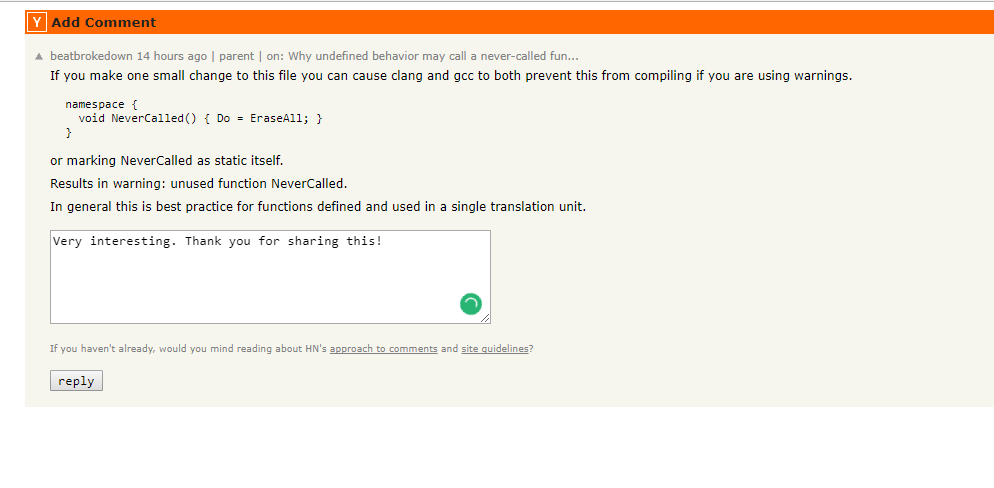 Y Add Comment
▲ beatbrokedown 14 hours ago | parent | on: Why undefined behavior may call a never-called fun...
If you make one small change to this file you can cause clang and gcc to both prevent this from compiling if you are using warnings.
namespace {
  void NeverCalled() { Do = EraseAll; }
}
or marking NeverCalled as static itself.
Results in warning: unused function NeverCalled.
In general this is best practice for functions defined and used in a single translation unit.
Very interesting. Thank you for sharing this!
If you haven't already, would you mind reading about HN's approach to comments and site guidelines?
reply